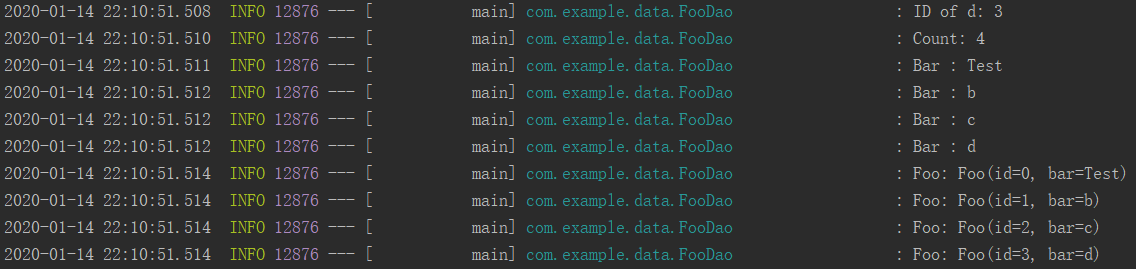 2020-01-14 22:10:51.508  INFO 12876 --- [           main] com.example.data.FooDao                  : ID of d: 3
2020-01-14 22:10:51.510  INFO 12876 --- [           main] com.example.data.FooDao                  : Count: 4
2020-01-14 22:10:51.511  INFO 12876 --- [           main] com.example.data.FooDao                  : Bar : Test
2020-01-14 22:10:51.512  INFO 12876 --- [           main] com.example.data.FooDao                  : Bar : b
2020-01-14 22:10:51.512  INFO 12876 --- [           main] com.example.data.FooDao                  : Bar : c
2020-01-14 22:10:51.512  INFO 12876 --- [           main] com.example.data.FooDao                  : Bar : d
2020-01-14 22:10:51.514  INFO 12876 --- [           main] com.example.data.FooDao                  : Foo: Foo(id=0, bar=Test)
2020-01-14 22:10:51.514  INFO 12876 --- [           main] com.example.data.FooDao                  : Foo: Foo(id=1, bar=b)
2020-01-14 22:10:51.514  INFO 12876 --- [           main] com.example.data.FooDao                  : Foo: Foo(id=2, bar=c)
2020-01-14 22:10:51.514  INFO 12876 --- [           main] com.example.data.FooDao                  : Foo: Foo(id=3, bar=d)